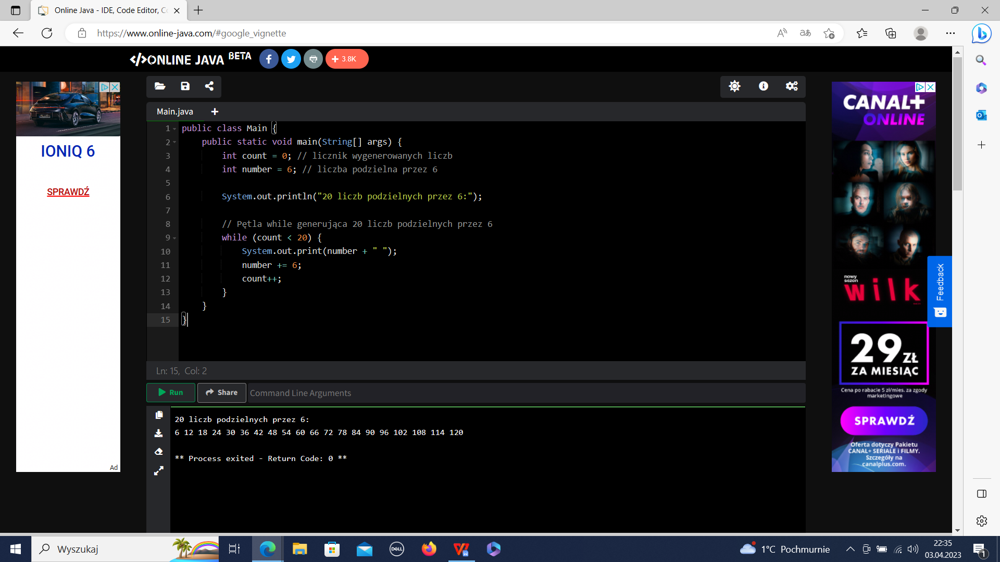 Online Java - IDE, Code Editor, Co
https://www.online-java.com/#google_vignette
</>ONLINE JAVA BETA
3.8K
IONIQ 6
SPRAWDŹ
Ad
Main.java
1 public class Main {
2 public static void main(String[] args) {
3 int count = 0; // licznik wygenerowanych liczb
4 int number = 6; // liczba podzielna przez 6
5
6 System.out.println("20 liczb podzielnych przez 6:");
7
8 // Pętla while generująca 20 liczb podzielnych przez 6
9 while (count < 20) {
10 System.out.print(number + " ");
11 number += 6;
12 count++;
13 }
14 }
15 }
Ln: 15, Col: 2
Run
Share
Command Line Arguments
20 liczb podzielnych przez 6:
6 12 18 24 30 36 42 48 54 60 66 72 78 84 90 96 102 108 114 120
** Process exited - Return Code: 0 **
CANAL+
ONLINE
nowy
sezon
wilk
29 ZŁ
ZA MIESIĄC
Cena po rabacie 5 zł/mies. za zgody
marketingowe
SPRAWDŹ
Oferta dotyczy Pakietu
CANAL+ SERIALE i FILMY.
Szczegóły na
canalplus.com.
Feedback
Wyszukaj
DELL
1°C Pochmurnie
22:35
03.04.2023
1